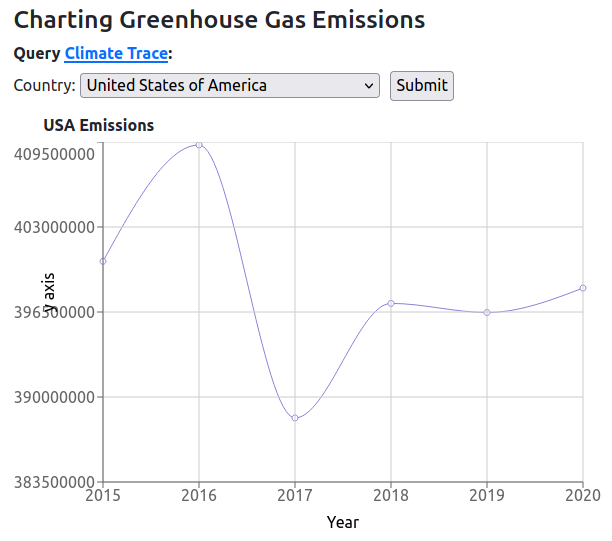 Charting Greenhouse Gas Emissions
Query Climate Trace:
Country: United States of America Submit
USA Emissions
409500000
403000000
396500000
390000000
383500000
y axis
2015 2016 2017 2018 2019 2020
Year